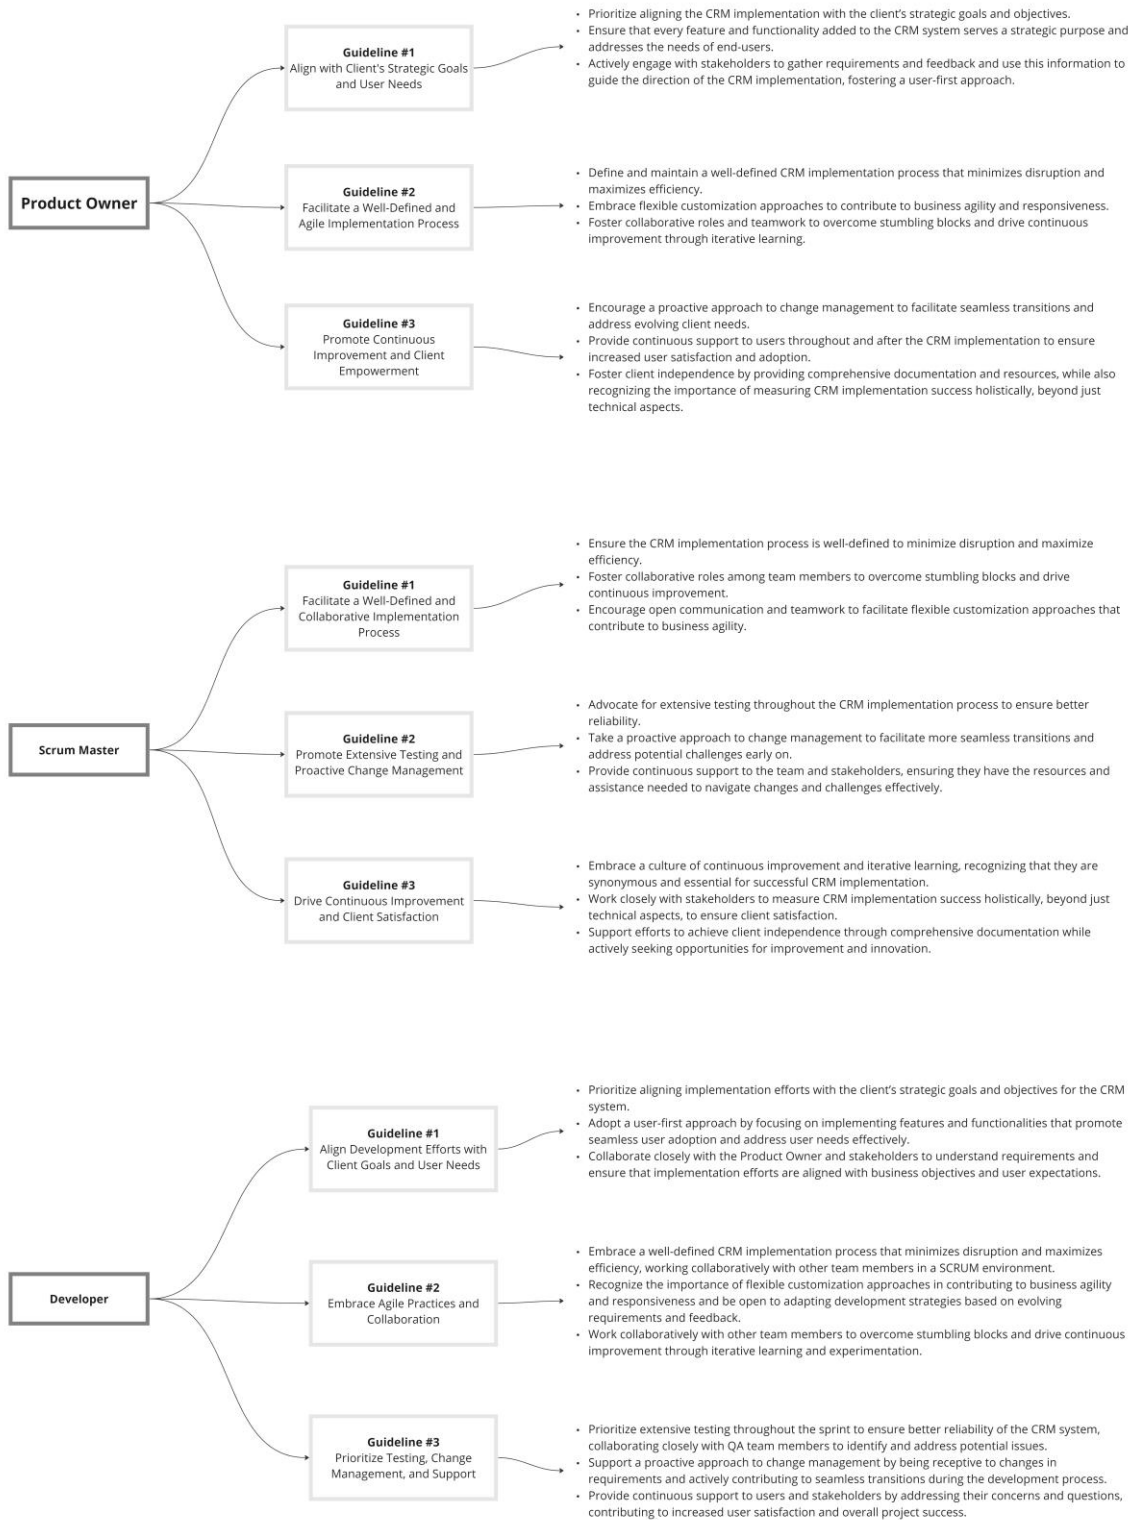 Product Owner
Guideline #1
Align with Client's Strategic Goals
and User Needs
• Prioritize aligning the CRM implementation with the client's strategic goals and objectives.
• Ensure that every feature and functionality added to the CRM system serves a strategic purpose and
addresses the needs of end-users.
• Actively engage with stakeholders to gather requirements and feedback and use this information to
guide the direction of the CRM implementation, fostering a user-first approach.
Guideline #2
Facilitate a Well-Defined and
Agile Implementation Process
• Define and maintain a well-defined CRM implementation process that minimizes disruption and
maximizes efficiency.
• Embrace flexible customization approaches to contribute to business agility and responsiveness.
• Foster collaborative roles and teamwork to overcome stumbling blocks and drive continuous
improvement through iterative learning.
Guideline #3
Promote Continuous
Improvement and Client
Empowerment
• Encourage a proactive approach to change management to facilitate seamless transitions and
address evolving client needs.
• Provide continuous support to users throughout and after the CRM implementation to ensure
increased user satisfaction and adoption.
• Foster client independence by providing comprehensive documentation and resources, while also
recognizing the importance of measuring CRM implementation success holistically, beyond just
technical aspects.
Scrum Master
Guideline #1
Facilitate a Well-Defined and
Collaborative Implementation
Process
• Ensure the CRM implementation process is well-defined to minimize disruption and maximize
efficiency.
• Foster collaborative roles among team members to overcome stumbling blocks and drive
continuous improvement.
• Encourage open communication and teamwork to facilitate flexible customization approaches that
contribute to business agility.
Guideline #2
Promote Extensive Testing and
Proactive Change Management
• Advocate for extensive testing throughout the CRM implementation process to ensure better
reliability.
• Take a proactive approach to change management to facilitate more seamless transitions and
address potential challenges early on.
• Provide continuous support to the team and stakeholders, ensuring they have the resources and
assistance needed to navigate changes and challenges effectively.
Guideline #3
Drive Continuous Improvement
and Client Satisfaction
• Embrace a culture of continuous improvement and iterative learning, recognizing that they are
synonymous and essential for successful CRM implementation.
• Work closely with stakeholders to measure CRM implementation success holistically, beyond just
technical aspects, to ensure client satisfaction.
• Support efforts to achieve client independence through comprehensive documentation while
actively seeking opportunities for improvement and innovation.
Developer
Guideline #1
Align Development Efforts with
Client Goals and User Needs
• Prioritize aligning implementation efforts with the client's strategic goals and objectives for the CRM
system.
• Adopt a user-first approach by focusing on implementing features and functionalities that promote
seamless user adoption and address user needs effectively.
• Collaborate closely with the Product Owner and stakeholders to understand requirements and
ensure that implementation efforts are aligned with business objectives and user expectations.
Guideline #2
Embrace Agile Practices and
Collaboration
• Embrace a well-defined CRM implementation process that minimizes disruption and maximizes
efficiency, working collaboratively with other team members in a SCRUM environment.
• Recognize the importance of flexible customization approaches in contributing to business agility
and responsiveness and be open to adapting development strategies based on evolving
requirements and feedback.
• Work collaboratively with other team members to overcome stumbling blocks and drive continuous
improvement through iterative learning and experimentation.
Guideline #3
Prioritize Testing, Change
Management, and Support
• Prioritize extensive testing throughout the sprint to ensure better reliability of the CRM system,
collaborating closely with QA team members to identify and address potential issues.
• Support a proactive approach to change management by being receptive to changes in
requirements and actively contributing to seamless transitions during the development process.
• Provide continuous support to users and stakeholders by addressing their concerns and questions,
contributing to increased user satisfaction and overall project success.